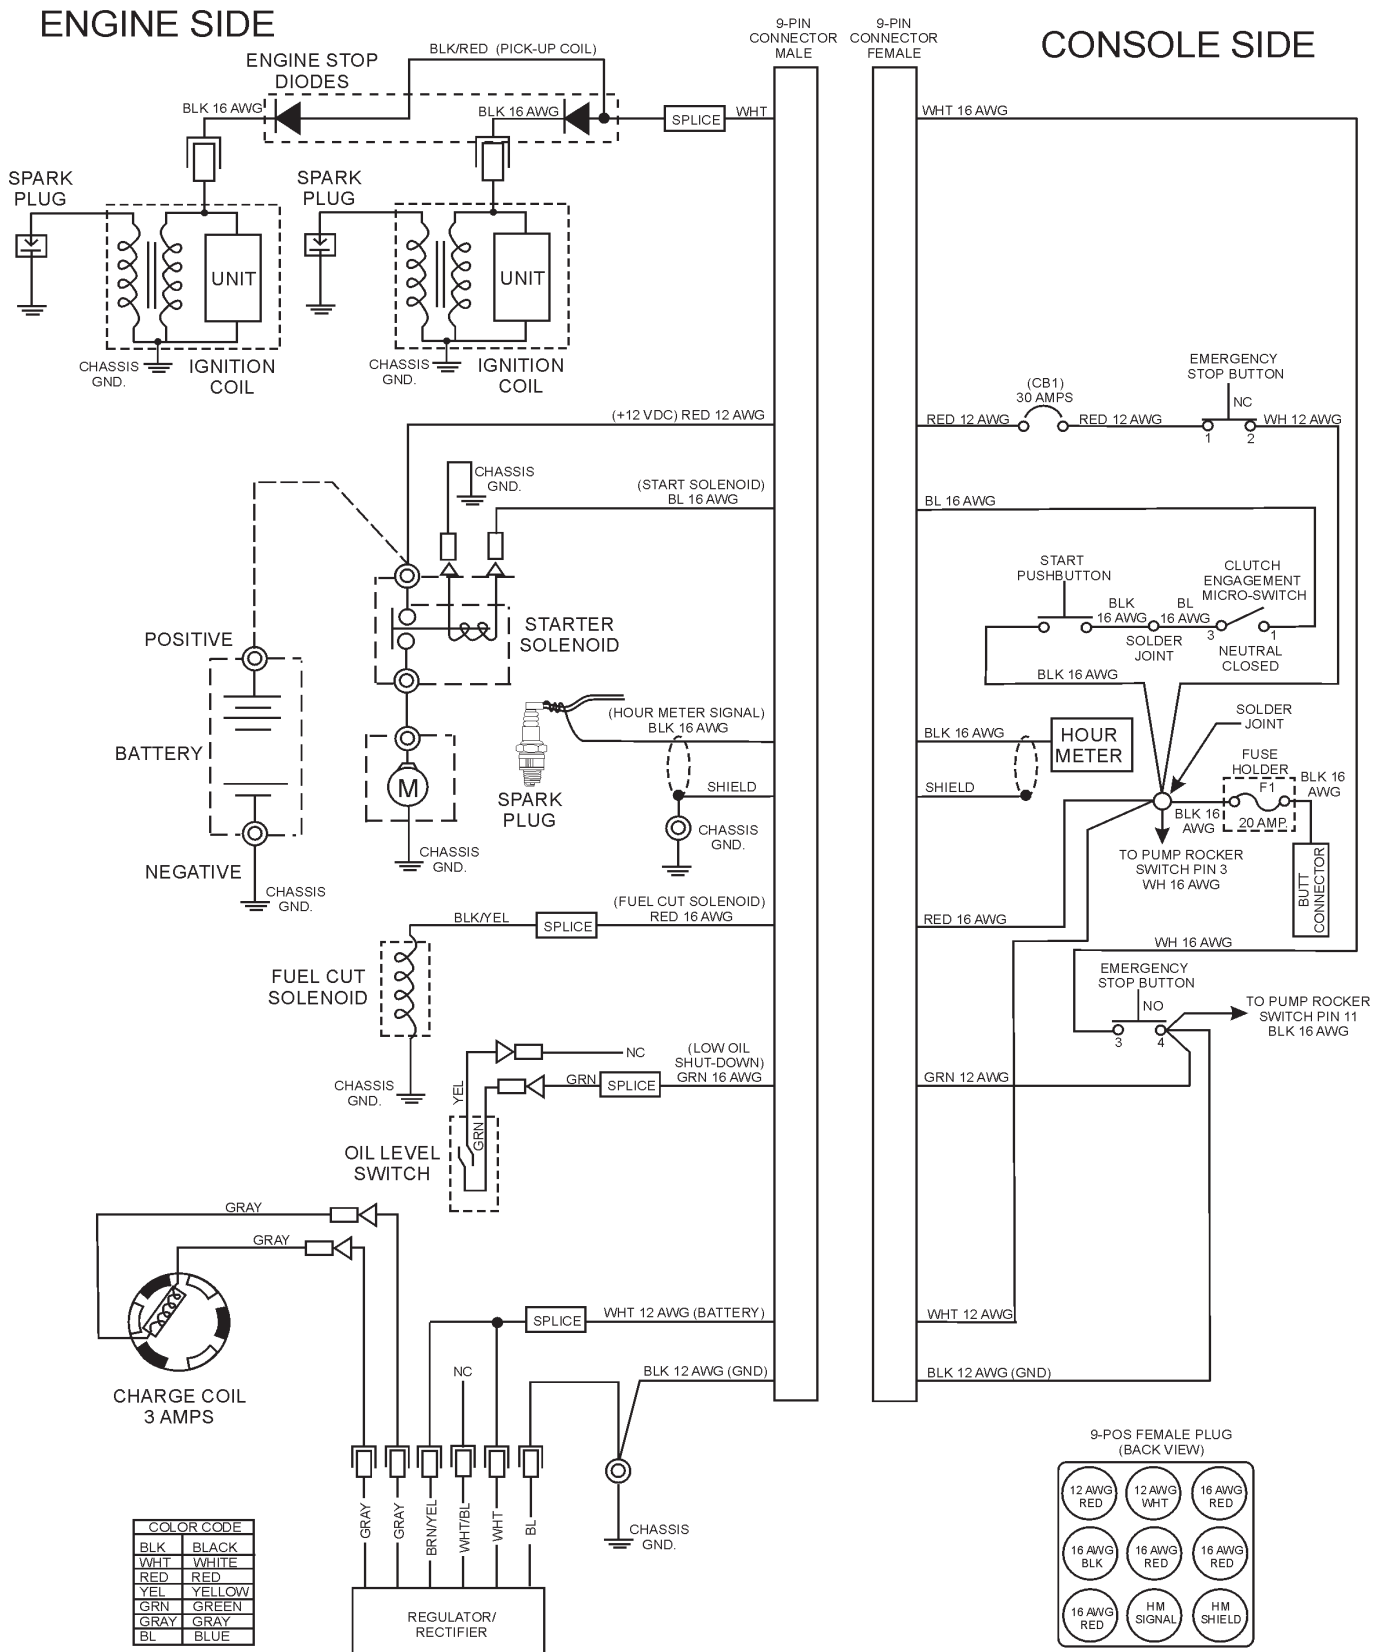 ENGINE SIDE
9-PIN
CONNECTOR
MALE
9-PIN
CONNECTOR
FEMALE
CONSOLE SIDE
BLK/RED (PICK-UP COIL)
ENGINE STOP
DIODES
BLK 16 AWG
BLK 16 AWG
SPLICE
WHT
WHT 16 AWG
SPARK
PLUG
SPARK
PLUG
UNIT
UNIT
CHASSIS
GND.
IGNITION
COIL
CHASSIS
GND.
IGNITION
COIL
EMERGENCY
STOP BUTTON
(CB1)
30 AMPS
NC
(+12 VDC) RED 12 AWG
RED 12 AWG
RED 12 AWG
WH 12 AWG
1
2
CHASSIS
GND.
(START SOLENOID)
BL 16 AWG
BL 16 AWG
START
PUSHBUTTON
CLUTCH
ENGAGEMENT
MICRO-SWITCH
BLK
16 AWG
BL
16 AWG
SOLDER
JOINT
3
1
NEUTRAL
CLOSED
STARTER
SOLENOID
POSITIVE
BLK 16 AWG
(HOUR METER SIGNAL)
BLK 16 AWG
SOLDER
JOINT
BLK 16 AWG
HOUR
METER
BATTERY
FUSE
HOLDER
F1
BLK 16
AWG
M
SPARK
PLUG
SHIELD
SHIELD
BLK 16
AWG
20 AMP.
CHASSIS
GND.
CHASSIS
GND.
TO PUMP ROCKER
SWITCH PIN 3
WH 16 AWG
NEGATIVE
CHASSIS
GND.
BUTT
CONNECTOR
(FUEL CUT SOLENOID)
RED 16 AWG
BLK/YEL
SPLICE
RED 16 AWG
WH 16 AWG
FUEL CUT
SOLENOID
EMERGENCY
STOP BUTTON
NO
TO PUMP ROCKER
SWITCH PIN 11
BLK 16 AWG
3
4
NC
(LOW OIL
SHUT-DOWN)
GRN 16 AWG
GRN
SPLICE
GRN 12 AWG
CHASSIS
GND.
YEL
GRN
OIL LEVEL
SWITCH
GRAY
GRAY
SPLICE
WHT 12 AWG (BATTERY)
WHT 12 AWG
CHARGE COIL
3 AMPS
NC
BLK 12 AWG (GND)
BLK 12 AWG (GND)
GRAY
GRAY
BRN/YEL
WHT/BL
WHT
BL
CHASSIS
GND.
REGULATOR/
RECTIFIER
COLOR CODE
BLK BLACK
WHT WHITE
RED RED
YEL YELLOW
GRN GREEN
GRAY GRAY
BL BLUE
9-POS FEMALE PLUG
(BACK VIEW)
12 AWG
RED
12 AWG
WHT
16 AWG
RED
16 AWG
BLK
16 AWG
RED
16 AWG
RED
16 AWG
RED
HM
SIGNAL
HM
SHIELD